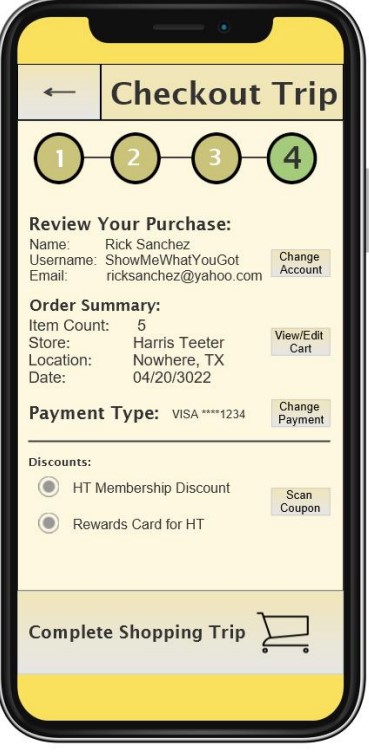 Checkout Trip
1 2 3 4
Review Your Purchase:
Name: Rick Sanchez
Username: ShowMeWhatYouGot
Email: ricksanchez@yahoo.com
Change
Account
Order Summary:
Item Count: 5
Store: Harris Teeter
Location: Nowhere, TX
Date: 04/20/3022
View/Edit
Cart
Payment Type: VISA ****1234
Change
Payment
Discounts:
HT Membership Discount
Rewards Card for HT
Scan
Coupon
Complete Shopping Trip